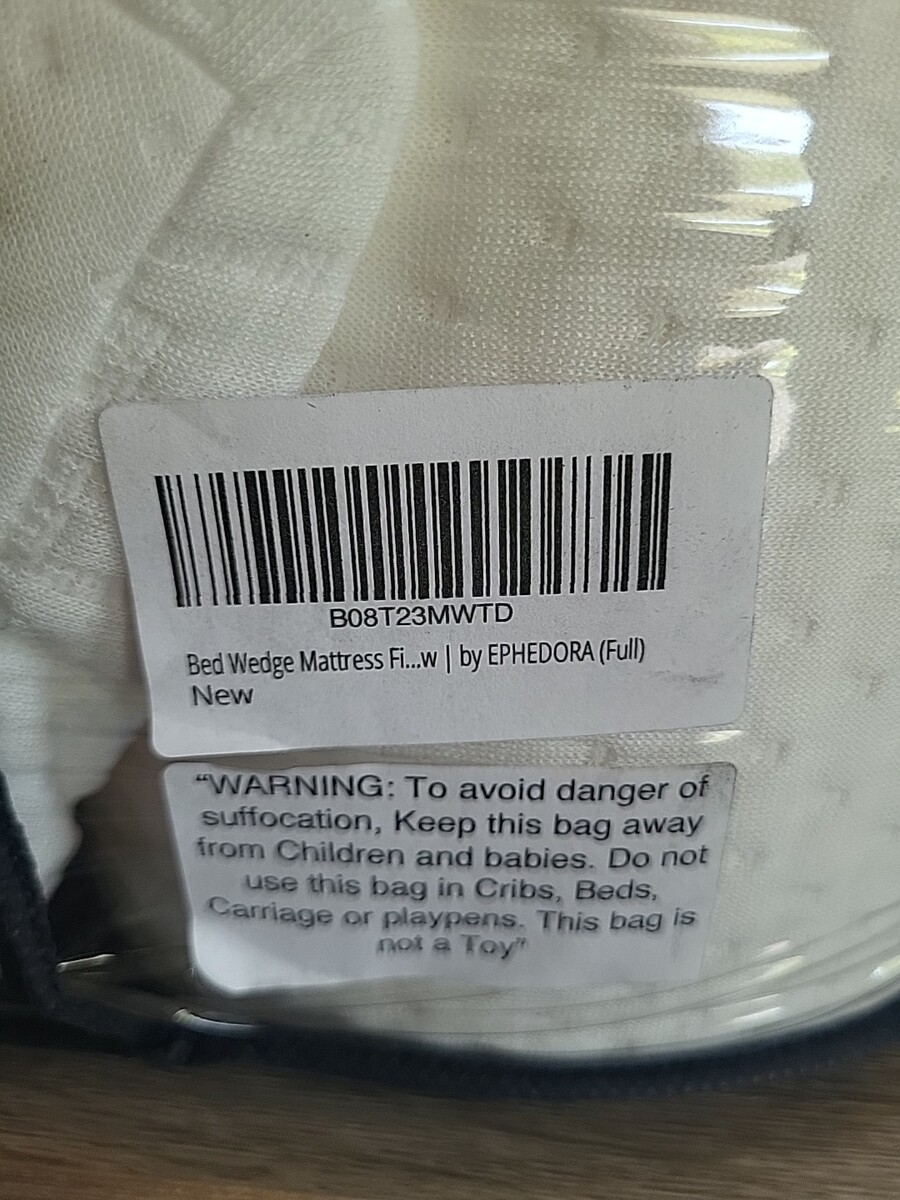 B08T23MWTD
Bed Wedge Mattress Fi...w | by EPHEDORA (Full)
New
“WARNING: To avoid danger of
suffocation, Keep this bag away
from Children and babies. Do not
use this bag in Cribs, Beds,
Carriage or playpens. This bag is
not a Toy”